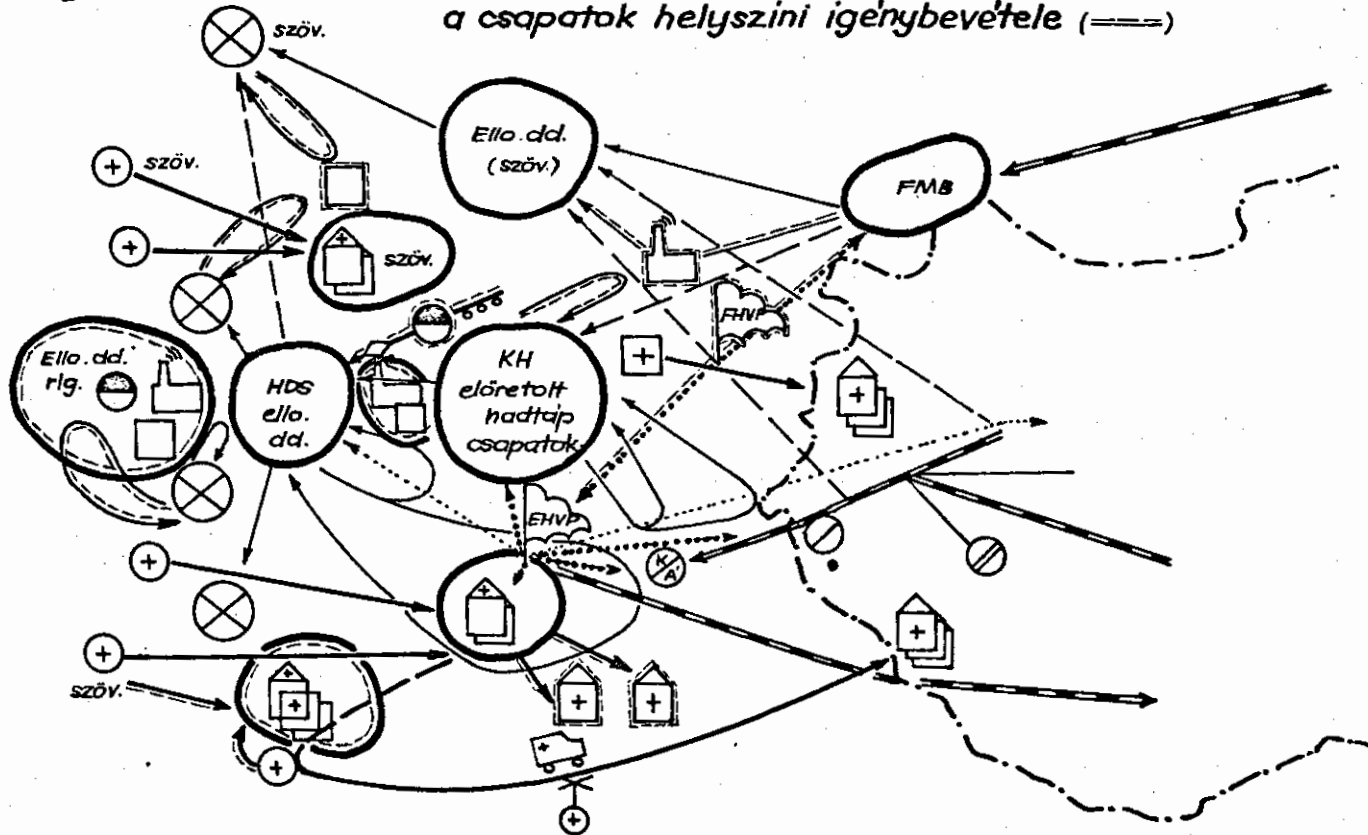 a csapatok helyszíni igénybevétele (====)
szöv.
Ello. dd.
(szöv.)
FMB
szöv.
szöv.
FHVP
Ello. dd.
rlg.
HDS
ello.
dd.
KH
előretolt
hadtáp
csapatok
EHVP
K/A'
szöv.